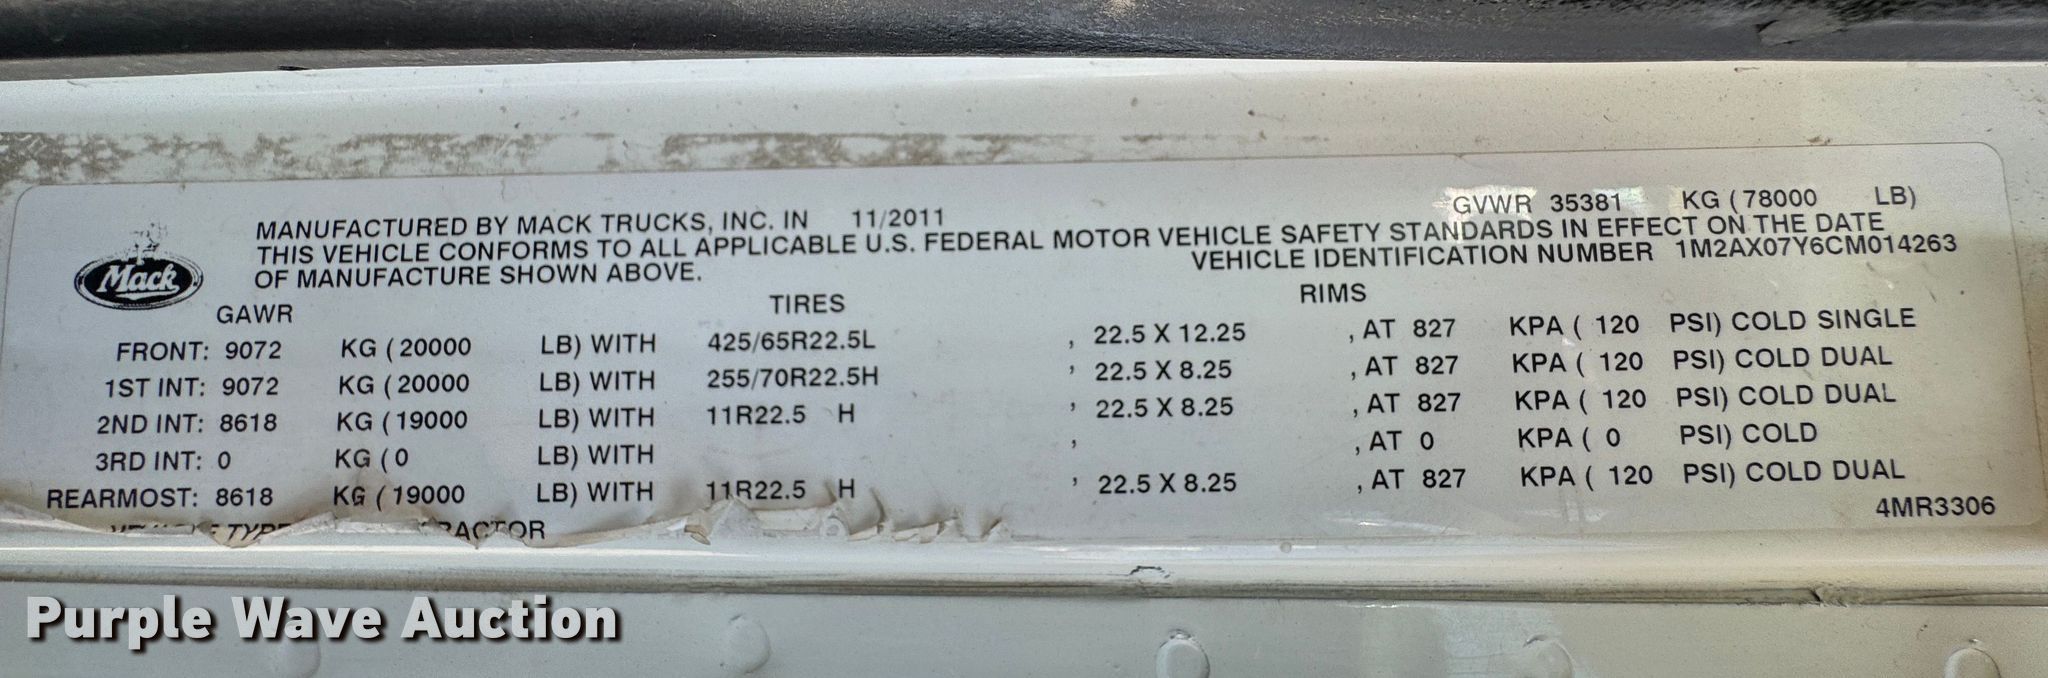 GVWR 35381 KG ( 78000 LB)
MANUFACTURED BY MACK TRUCKS, INC. IN 11/2011
THIS VEHICLE CONFORMS TO ALL APPLICABLE U.S. FEDERAL MOTOR VEHICLE SAFETY STANDARDS IN EFFECT ON THE DATE
OF MANUFACTURE SHOWN ABOVE. VEHICLE IDENTIFICATION NUMBER 1M2AX07Y6CM014263
Mack
GAWR TIRES RIMS
FRONT: 9072 KG ( 20000 LB) WITH 425/65R22.5L , 22.5 X 12.25 , AT 827 KPA ( 120 PSI) COLD SINGLE
1ST INT: 9072 KG ( 20000 LB) WITH 255/70R22.5H , 22.5 X 8.25 , AT 827 KPA ( 120 PSI) COLD DUAL
2ND INT: 8618 KG ( 19000 LB) WITH 11R22.5 H , 22.5 X 8.25 , AT 827 KPA ( 120 PSI) COLD DUAL
3RD INT: 0 KG ( 0 LB) WITH , , AT 0 KPA ( 0 PSI) COLD
REARMOST: 8618 KG ( 19000 LB) WITH 11R22.5 H , 22.5 X 8.25 , AT 827 KPA ( 120 PSI) COLD DUAL
4MR3306
TYPE RACTOR
Purple Wave Auction